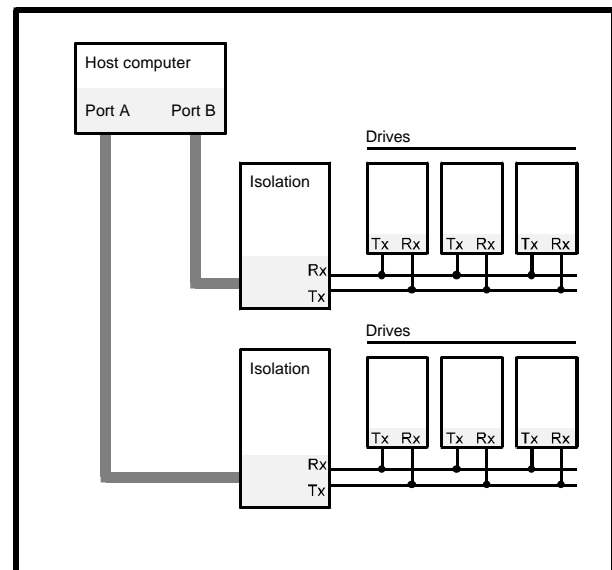 Host computer
Port A Port B
Drives
Isolation
Tx Rx Tx Rx Tx Rx
Rx
Tx
Drives
Isolation
Tx Rx Tx Rx Tx Rx
Rx
Tx